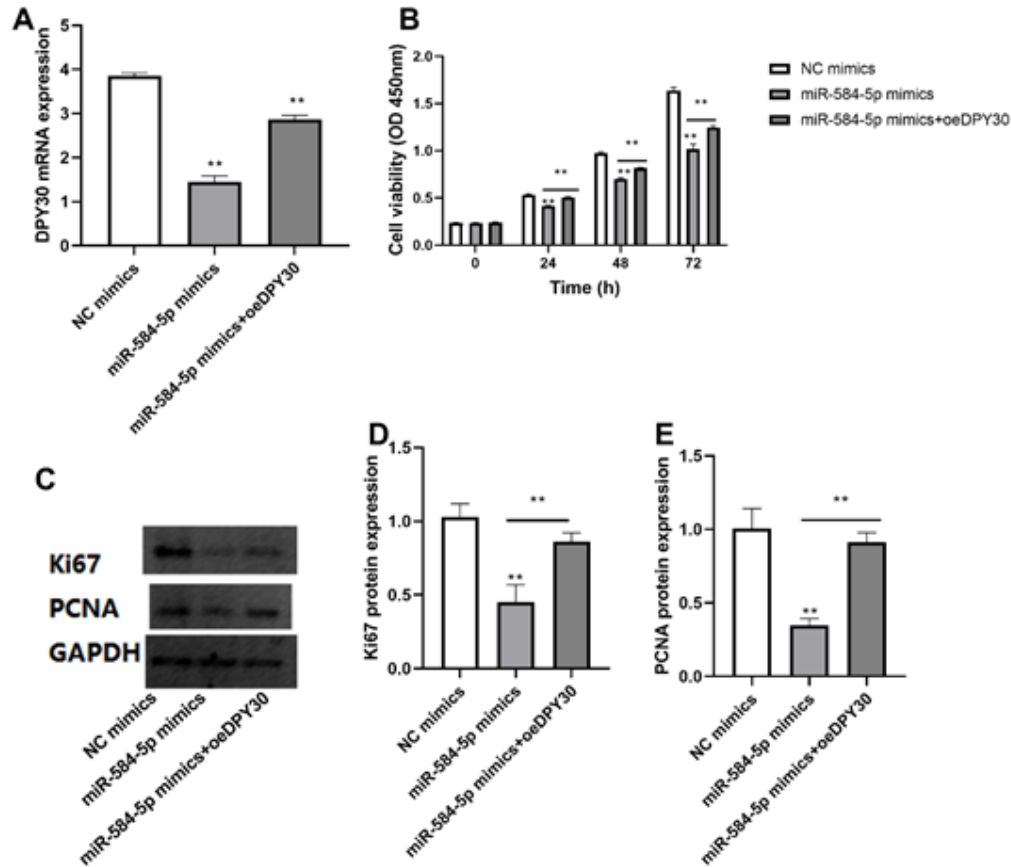 A
DPY30 mRNA expression
5
4
3
2
1
0
**
**
NC mimics
miR-584-5p mimics
miR-584-5p mimics+oeDPY30
B
Cell viability (OD 450nm)
2.0
1.5
1.0
0.5
0.0
**
**
**
**
**
**
0
24
48
72
Time (h)
NC mimics
miR-584-5p mimics
miR-584-5p mimics+oeDPY30
C
Ki67
PCNA
GAPDH
NC mimics
miR-584-5p mimics
miR-584-5p mimics+oeDPY30
D
Ki67 protein expression
1.5
1.0
0.5
0.0
**
**
NC mimics
miR-584-5p mimics
miR-584-5p mimics+oeDPY30
E
PCNA protein expression
1.5
1.0
0.5
0.0
**
**
NC mimics
miR-584-5p mimics
miR-584-5p mimics+oeDPY30